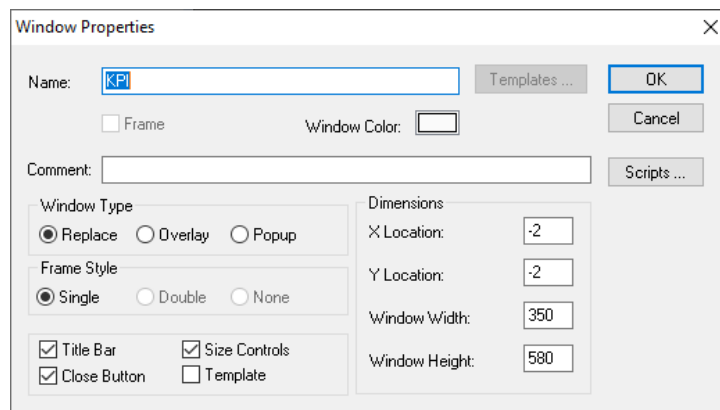 Window Properties
Name: KPI Templates ... OK
Frame Window Color: Cancel
Comment: Scripts ...
Window Type Dimensions
Replace Overlay Popup X Location: -2
Frame Style Y Location: -2
Single Double None Window Width: 350
Title Bar Size Controls Window Height: 580
Close Button Template